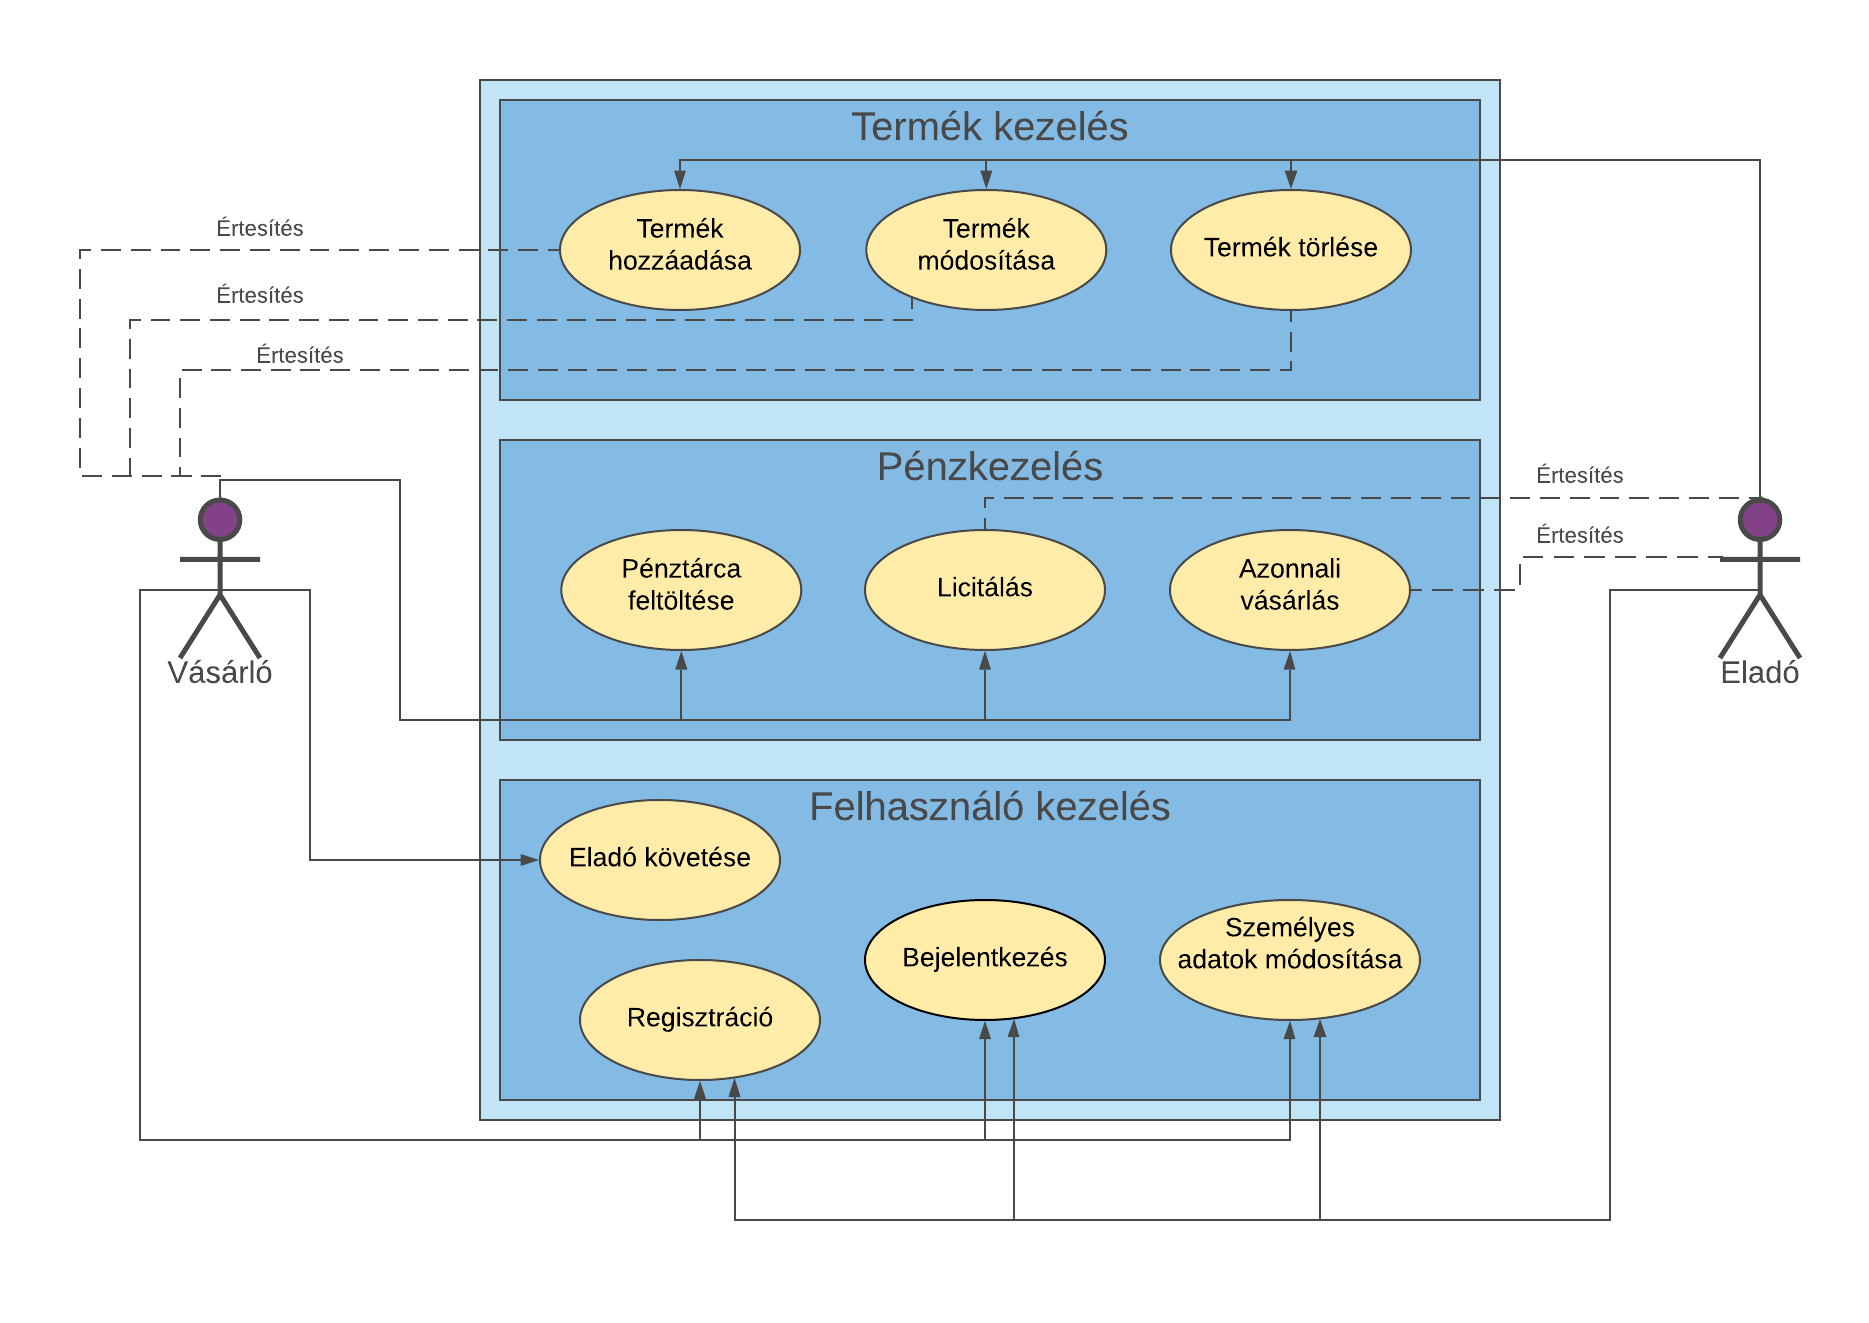 Termék kezelés
Termék
hozzáadása
Termék
módosítása
Termék törlése
Értesítés
Értesítés
Értesítés
Pénzkezelés
Értesítés
Értesítés
Pénztárca
feltöltése
Licitálás
Azonnali
vásárlás
Vásárló
Eladó
Felhasználó kezelés
Eladó követése
Bejelentkezés
Személyes
adatok módosítása
Regisztráció